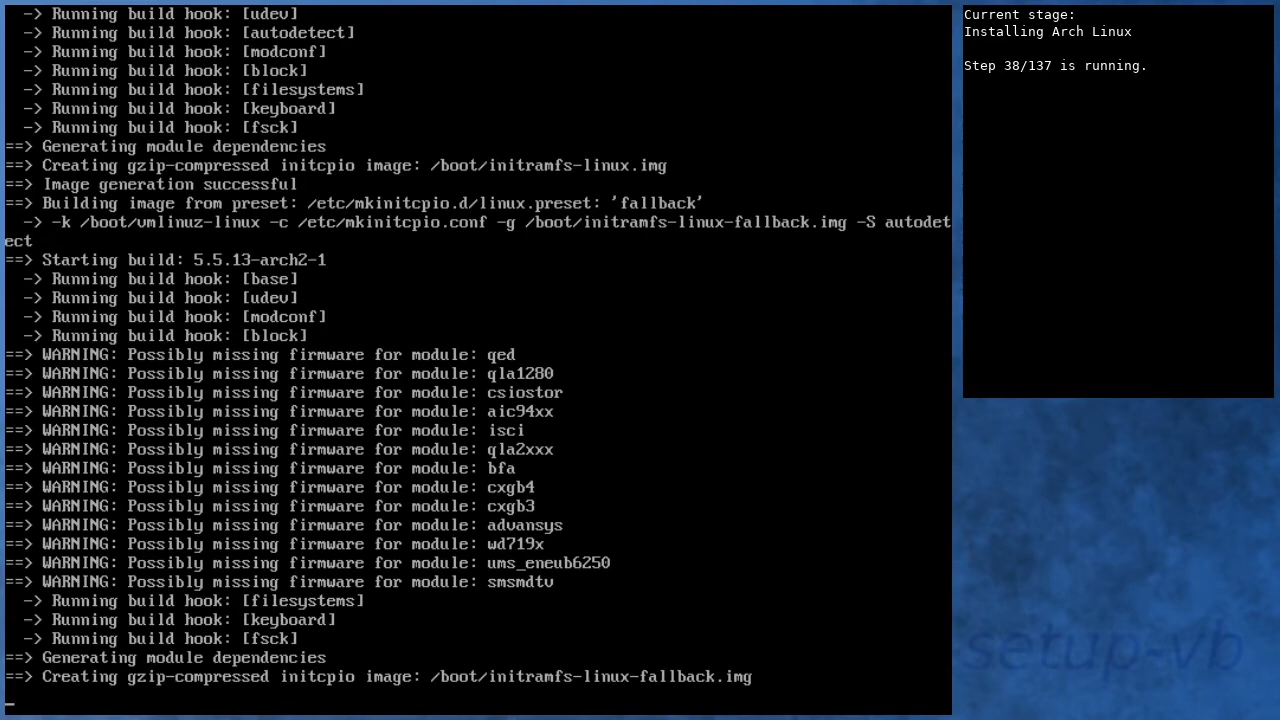 -> Running build hook: [udev]
-> Running build hook: [autodetect]
-> Running build hook: [modconf]
-> Running build hook: [block]
-> Running build hook: [filesystems]
-> Running build hook: [keyboard]
-> Running build hook: [fsck]
==> Generating module dependencies
==> Creating gzip-compressed initcpio image: /boot/initramfs-linux.img
==> Image generation successful
==> Building image from preset: /etc/mkinitcpio.d/linux.preset: 'fallback'
-> -k /boot/vmlinuz-linux -c /etc/mkinitcpio.conf -g /boot/initramfs-linux-fallback.img -S autodet
ect
==> Starting build: 5.5.13-arch2-1
-> Running build hook: [base]
-> Running build hook: [udev]
-> Running build hook: [modconf]
-> Running build hook: [block]
==> WARNING: Possibly missing firmware for module: qed
==> WARNING: Possibly missing firmware for module: qla1280
==> WARNING: Possibly missing firmware for module: csiostor
==> WARNING: Possibly missing firmware for module: aic94xx
==> WARNING: Possibly missing firmware for module: isci
==> WARNING: Possibly missing firmware for module: qla2xxx
==> WARNING: Possibly missing firmware for module: bfa
==> WARNING: Possibly missing firmware for module: cxgb4
==> WARNING: Possibly missing firmware for module: cxgb3
==> WARNING: Possibly missing firmware for module: advansys
==> WARNING: Possibly missing firmware for module: wd719x
==> WARNING: Possibly missing firmware for module: ums_eneub6250
==> WARNING: Possibly missing firmware for module: smsmdtv
-> Running build hook: [filesystems]
-> Running build hook: [keyboard]
-> Running build hook: [fsck]
==> Generating module dependencies
==> Creating gzip-compressed initcpio image: /boot/initramfs-linux-fallback.img
_
Current stage:
Installing Arch Linux
Step 38/137 is running.
setup-vb